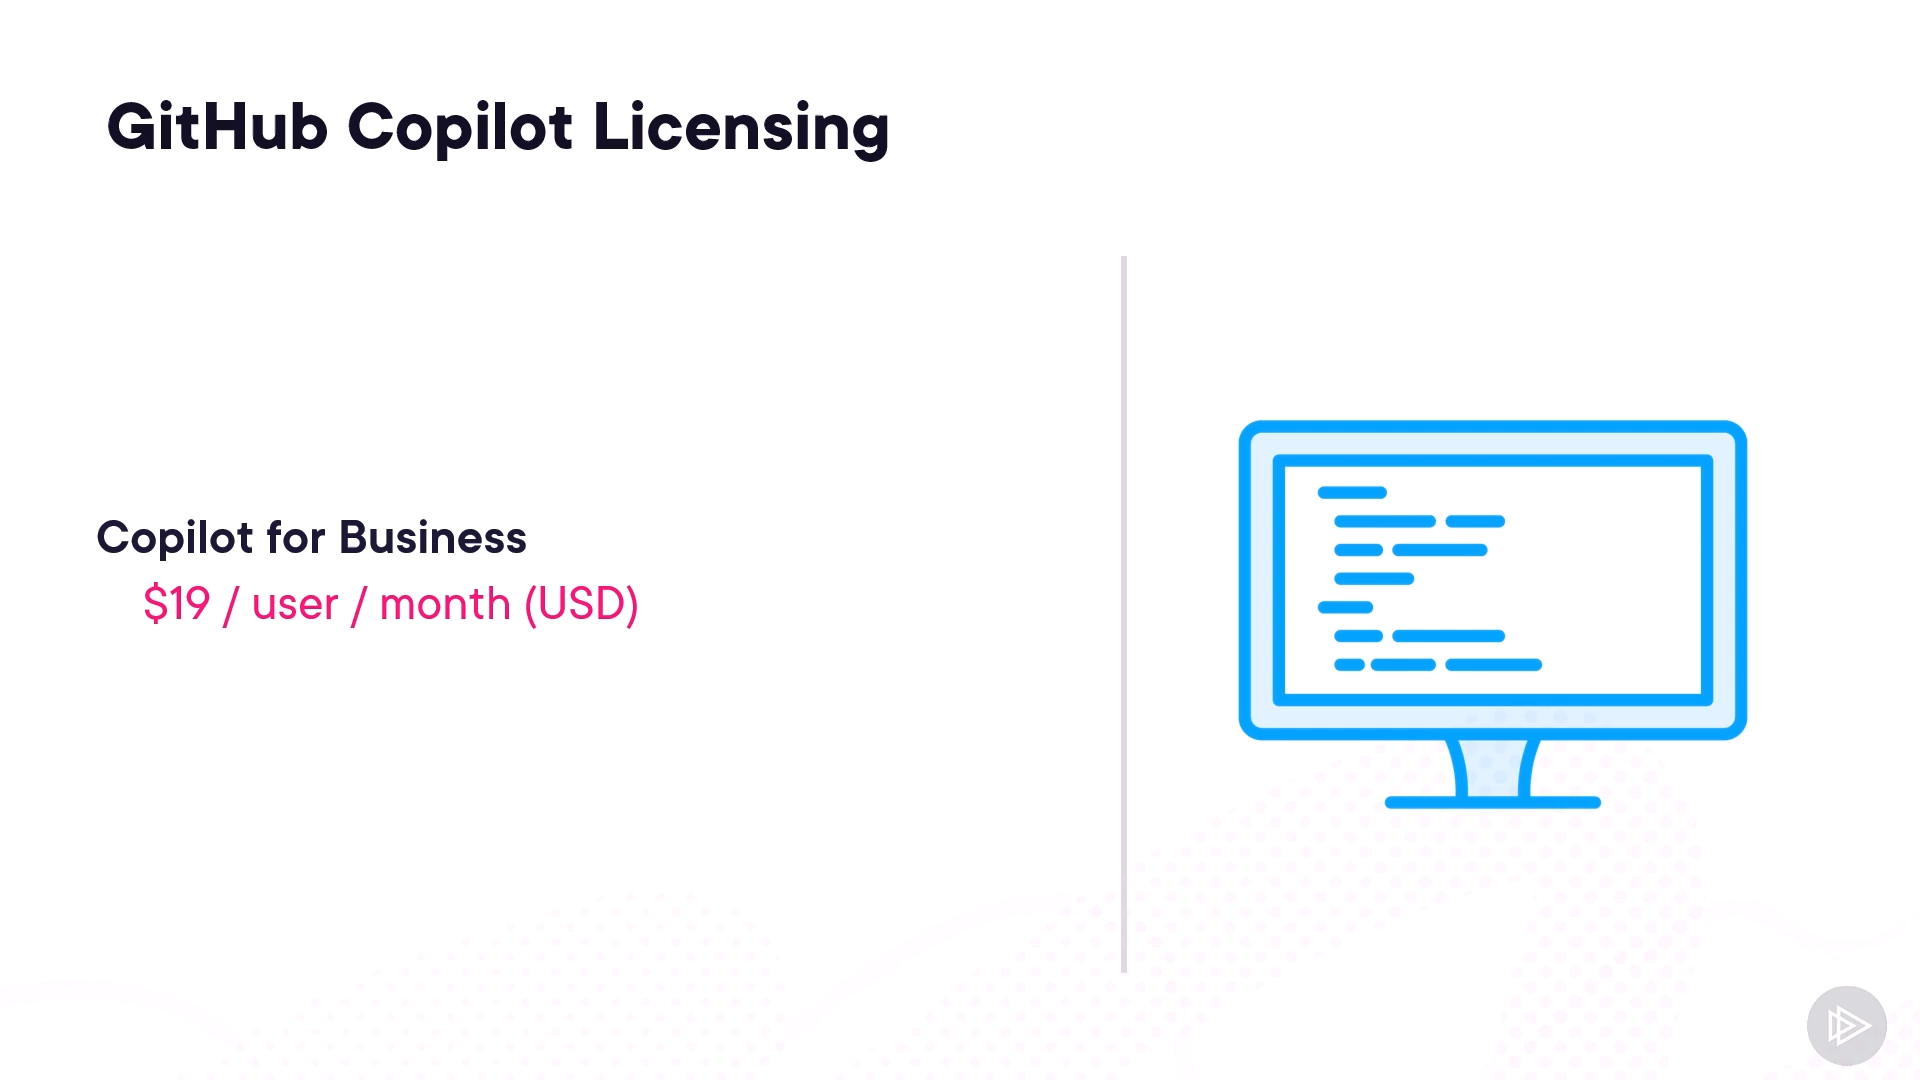 GitHub Copilot Licensing
Copilot for Business
$19 / user / month (USD)